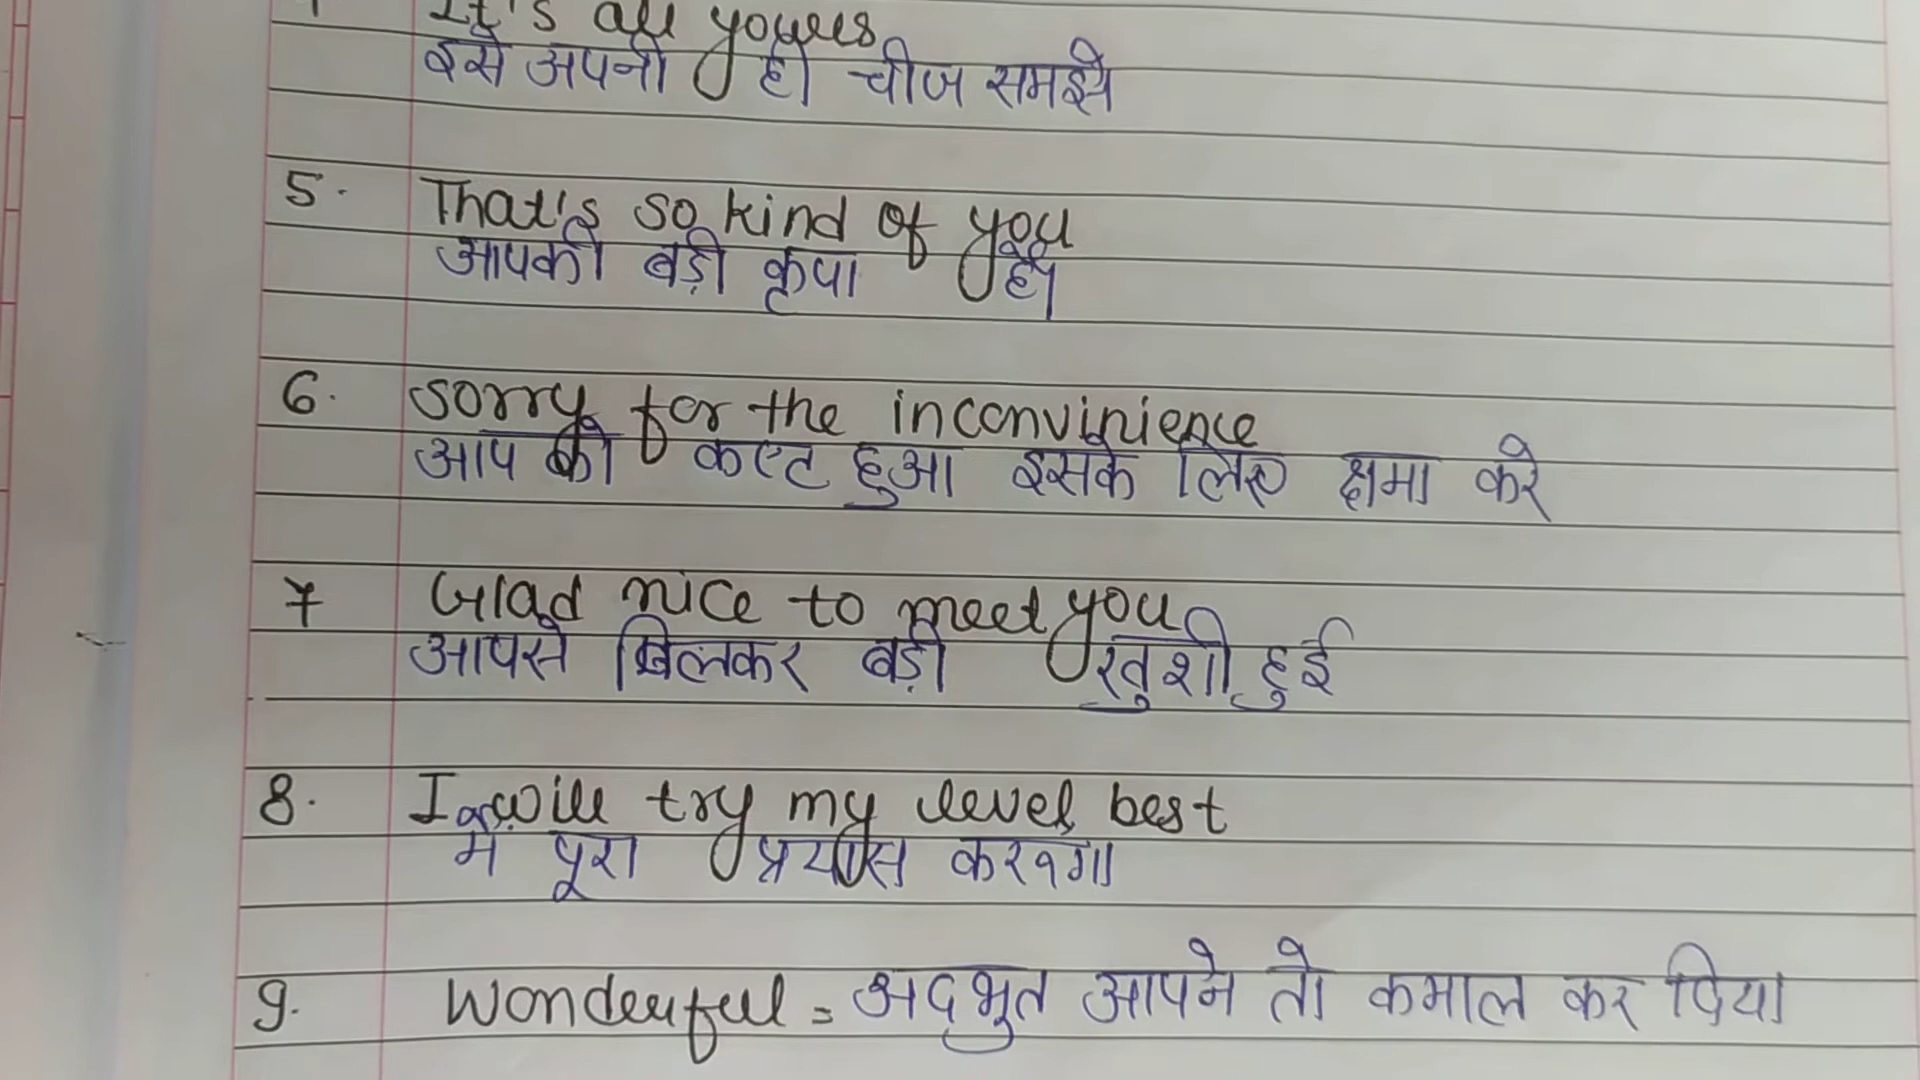 It's all yours
इसे अपनी ही चीज समझे
5. That's so kind of you
आपकी बड़ी कृपा है।
6. Sorry for the inconvinience
आप को कष्ट हुआ इसके लिए क्षमा करे
7 Glad nice to meet you
आपसे मिलकर बड़ी खुशी हुई
8. I will try my level best
मैं पूरा प्रयास करूगा
9. Wonderful = अद्भुत आपने तो कमाल कर दिया